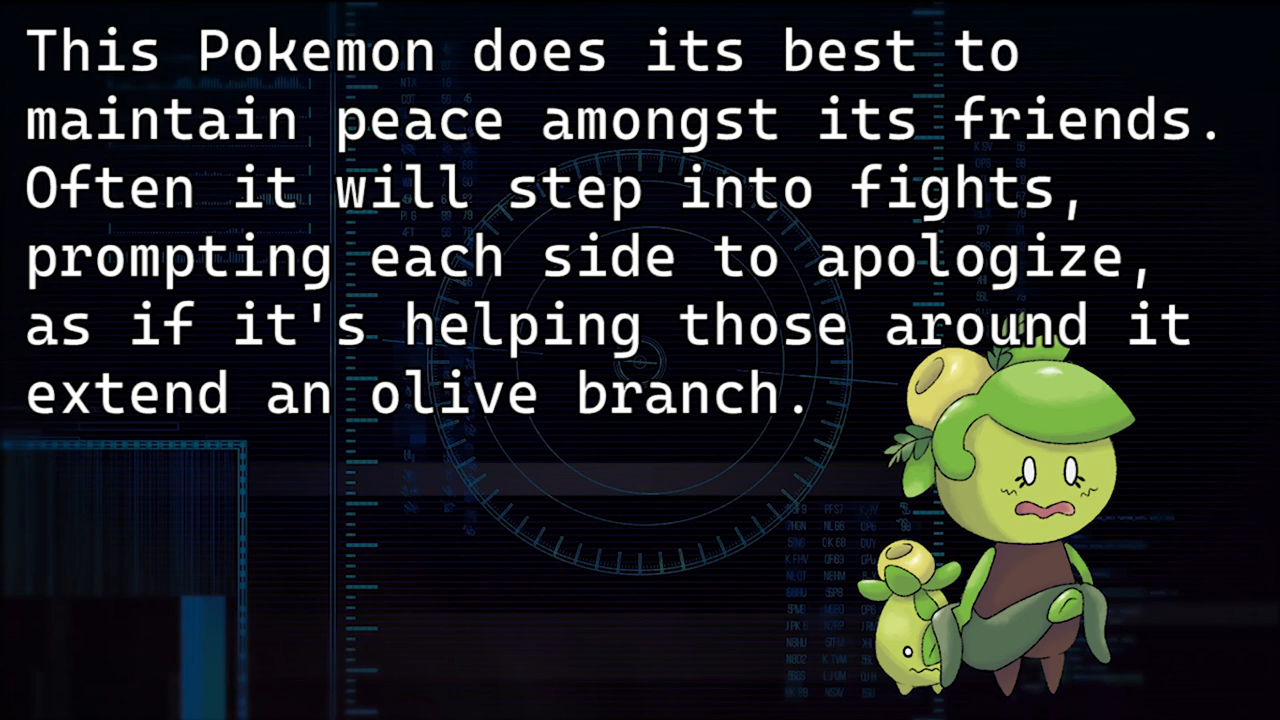 This Pokemon does its best to
maintain peace amongst its friends.
Often it will step into fights,
prompting each side to apologize,
as if it's helping those around it
extend an olive branch.